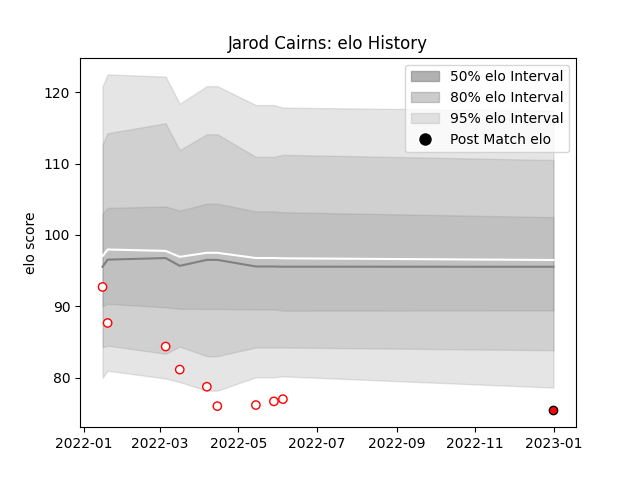 Jarod Cairns: elo History
50% elo Interval
80% elo Interval
95% elo Interval
Post Match elo
elo score
120
110
100
90
80
2022-01
2022-03
2022-05
2022-07
2022-09
2022-11
2023-01